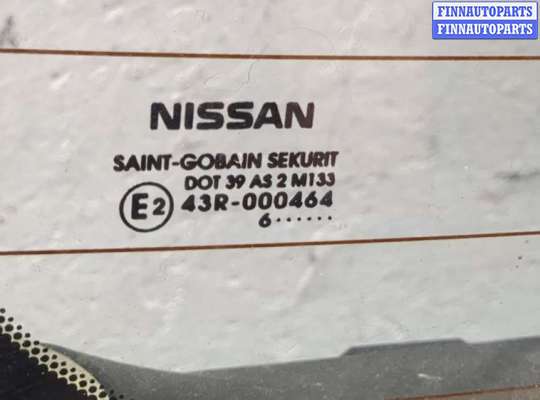 FINNAUTOPARTS
FINNAUTOPARTS
NISSAN
SAINT-GOBAIN SEKURIT
DOT 39 AS 2 M133
E2 43R-000464
6......